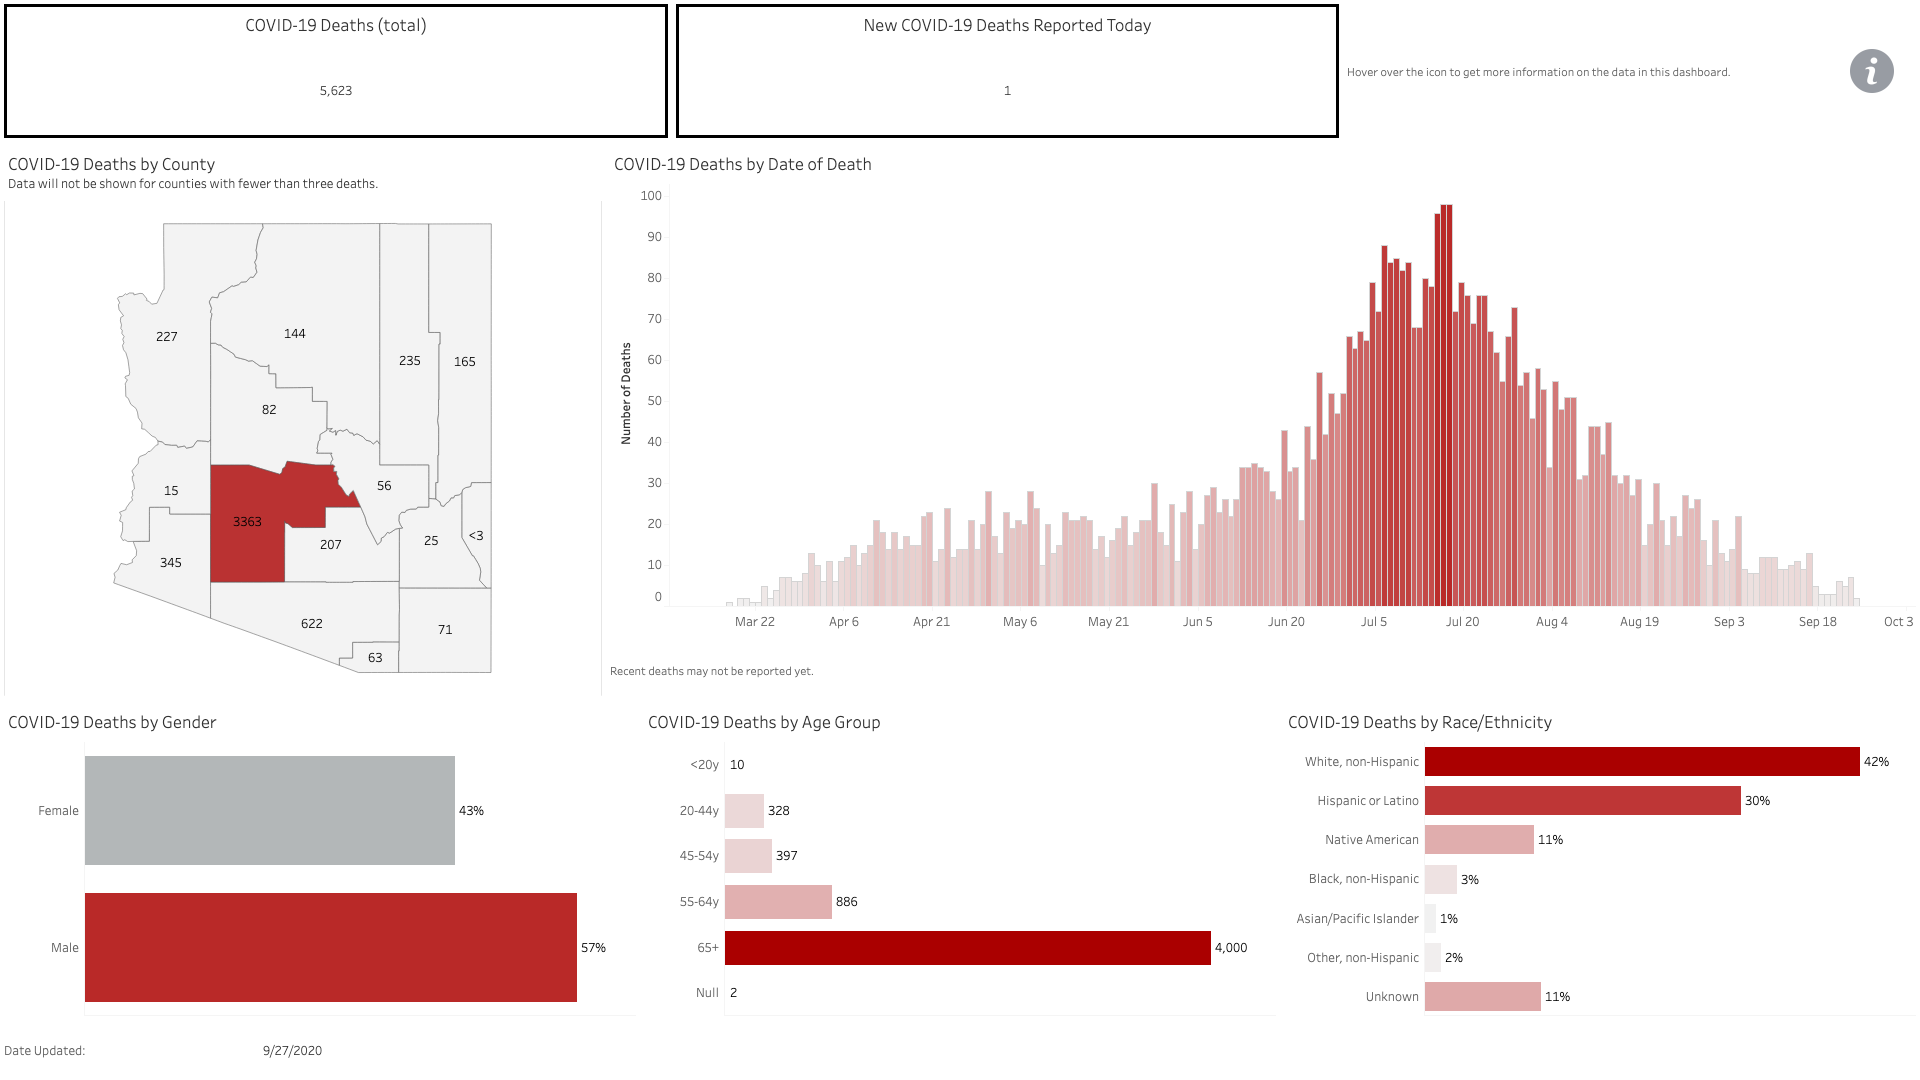 COVID-19 Deaths (total)
5,623
New COVID-19 Deaths Reported Today
1
Hover over the icon to get more information on the data in this dashboard.
i
COVID-19 Deaths by County
Data will not be shown for counties with fewer than three deaths.
227
144
235
165
82
15
56
3363
<3
25
207
345
622
71
63
COVID-19 Deaths by Date of Death
Number of Deaths
100
90
80
70
60
50
40
30
20
10
0
Mar 22
Apr 6
Apr 21
May 6
May 21
Jun 5
Jun 20
Jul 5
Jul 20
Aug 4
Aug 19
Sep 3
Sep 18
Oct 3
Recent deaths may not be reported yet.
COVID-19 Deaths by Gender
Female 43%
Male 57%
COVID-19 Deaths by Age Group
<20y 10
20-44y 328
45-54y 397
55-64y 886
65+ 4,000
Null 2
COVID-19 Deaths by Race/Ethnicity
White, non-Hispanic 42%
Hispanic or Latino 30%
Native American 11%
Black, non-Hispanic 3%
Asian/Pacific Islander 1%
Other, non-Hispanic 2%
Unknown 11%
Date Updated: 9/27/2020